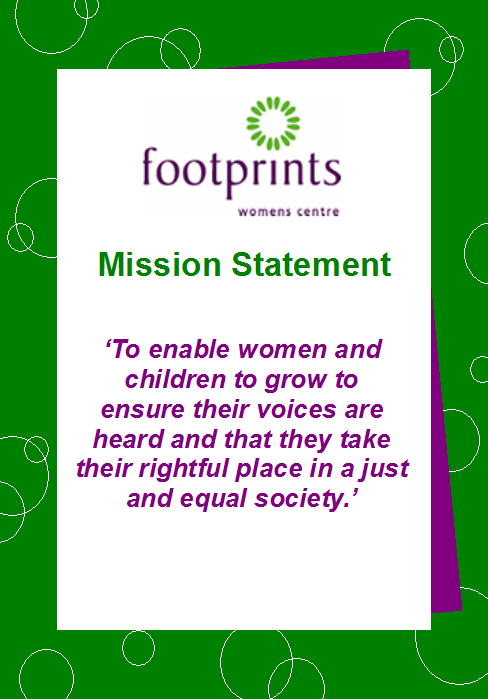 footprints
womens centre
Mission Statement
‘To enable women and
children to grow to
ensure their voices are
heard and that they take
their rightful place in a just
and equal society.’